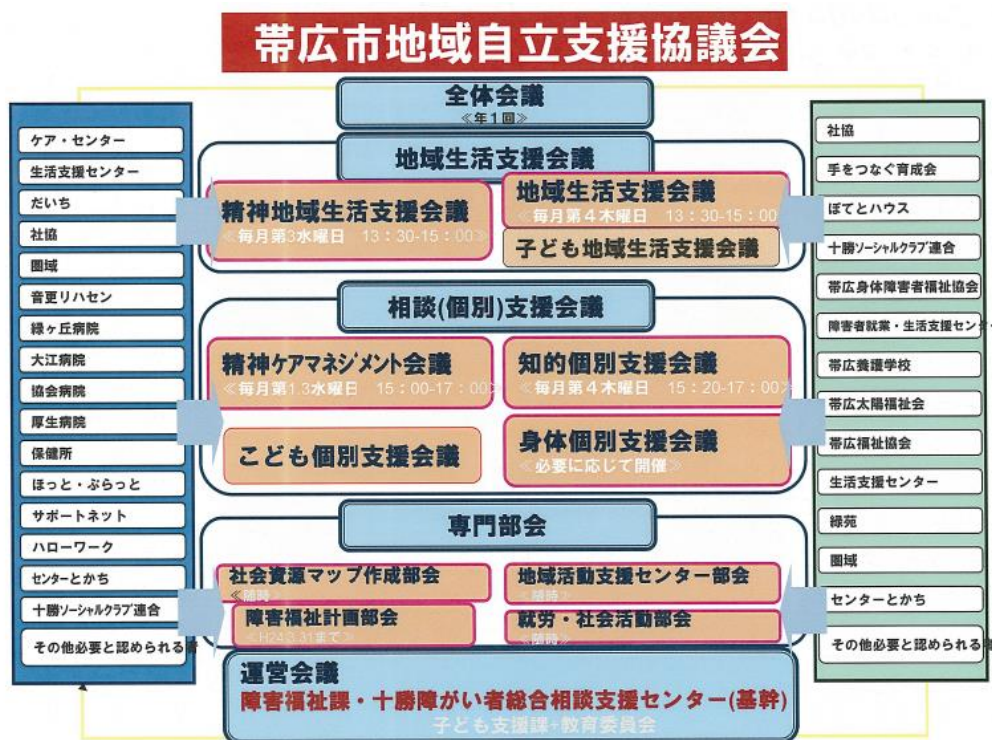 帯広市地域自立支援協議会
全体会議
≪年1回≫
ケア・センター
生活支援センター
だいち
社協
圏域
音更リハセン
緑ヶ丘病院
大江病院
協会病院
厚生病院
保健所
ほっと・ぷらっと
サポートネット
ハローワーク
センターとかち
十勝ソーシャルクラブ連合
その他必要と認められる者
地域生活支援会議
精神地域生活支援会議
≪毎月第3水曜日 13:30-15:00≫
地域生活支援会議
≪毎月第4木曜日 13:30-15:00
子ども地域生活支援会議
相談(個別)支援会議
精神ケアマネジメント会議
≪毎月第1.3水曜日 15:00-17:00≫
知的個別支援会議
≪毎月第4木曜日 15:20-17:00≫
こども個別支援会議
身体個別支援会議
≪必要に応じて開催≫
専門部会
社会資源マップ作成部会
≪随時≫
地域活動支援センター部会
≪随時≫
障害福祉計画部会
≪H24.3.31まで≫
就労・社会活動部会
≪随時≫
運営会議
障害福祉課・十勝障がい者総合相談支援センター(基幹)
子ども支援課+教育委員会
社協
手をつなぐ育成会
ぽてとハウス
十勝ソーシャルクラブ連合
帯広身体障害者福祉協会
障害者就業・生活支援センター
帯広養護学校
帯広太陽福祉会
帯広福祉協会
生活支援センター
緑苑
圏域
センターとかち
その他必要と認められる